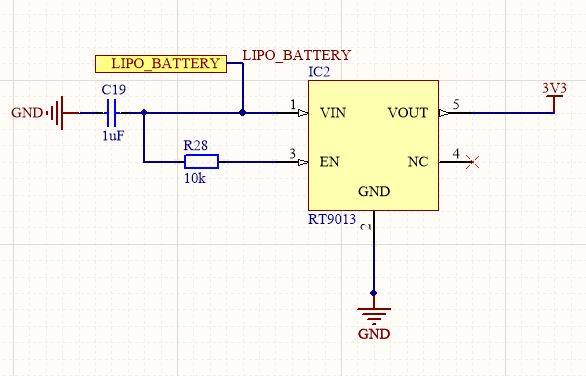 LIPO_BATTERY
LIPO_BATTERY
IC2
C19
GND
1uF
1
VIN
VOUT
5
3V3
R28
10k
3
EN
NC
4
GND
RT9013
2
GND